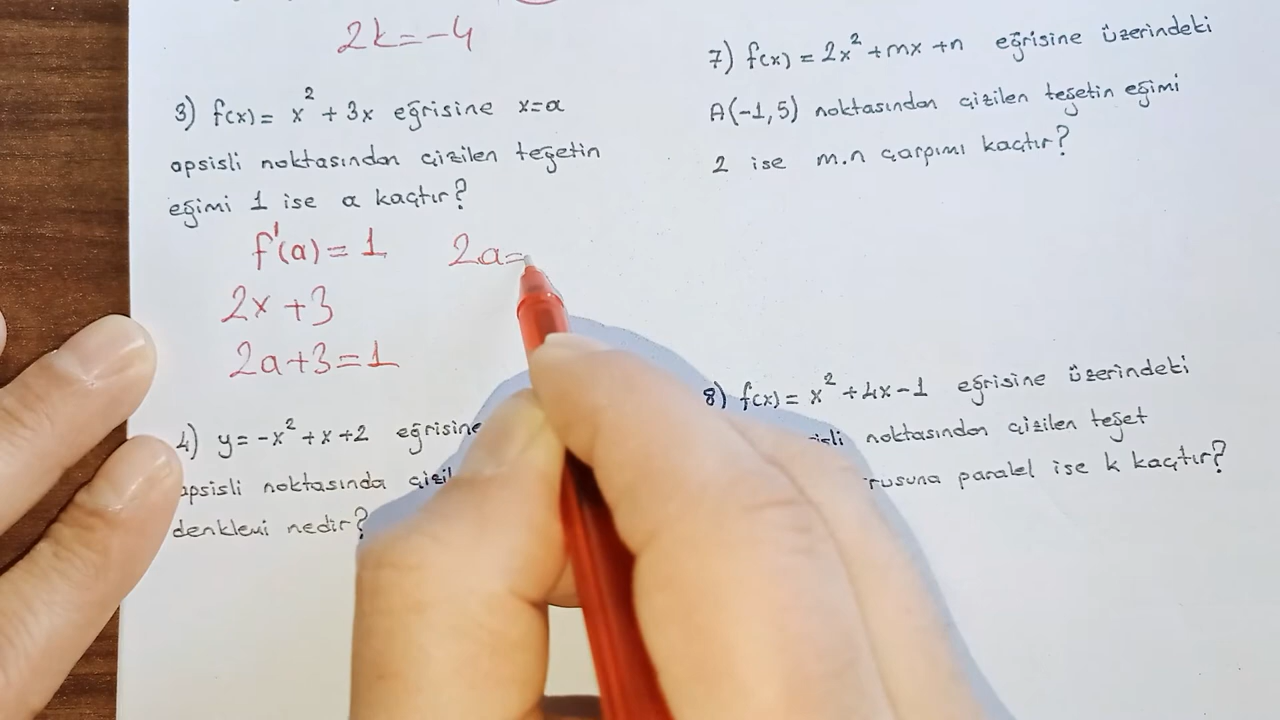 2k=-4
3) f(x) = x² + 3x eğrisine x=a
apsisli noktasından çizilen teğetin
eğimi 1 ise a kaçtır?
f'(a) = 1
2x + 3
2a+3=1
2a=
4) y = -x² + x + 2 eğrisine
apsisli noktasında
denklemi nedir?
7) f(x) = 2x² + mx + n eğrisine üzerindeki
A(-1,5) noktasından çizilen teğetin eğimi
2 ise m.n çarpımı kaçtır?
8) f(x) = x² + 4x - 1 eğrisine üzerindeki
noktasından çizilen teğet
paralel ise k kaçtır?